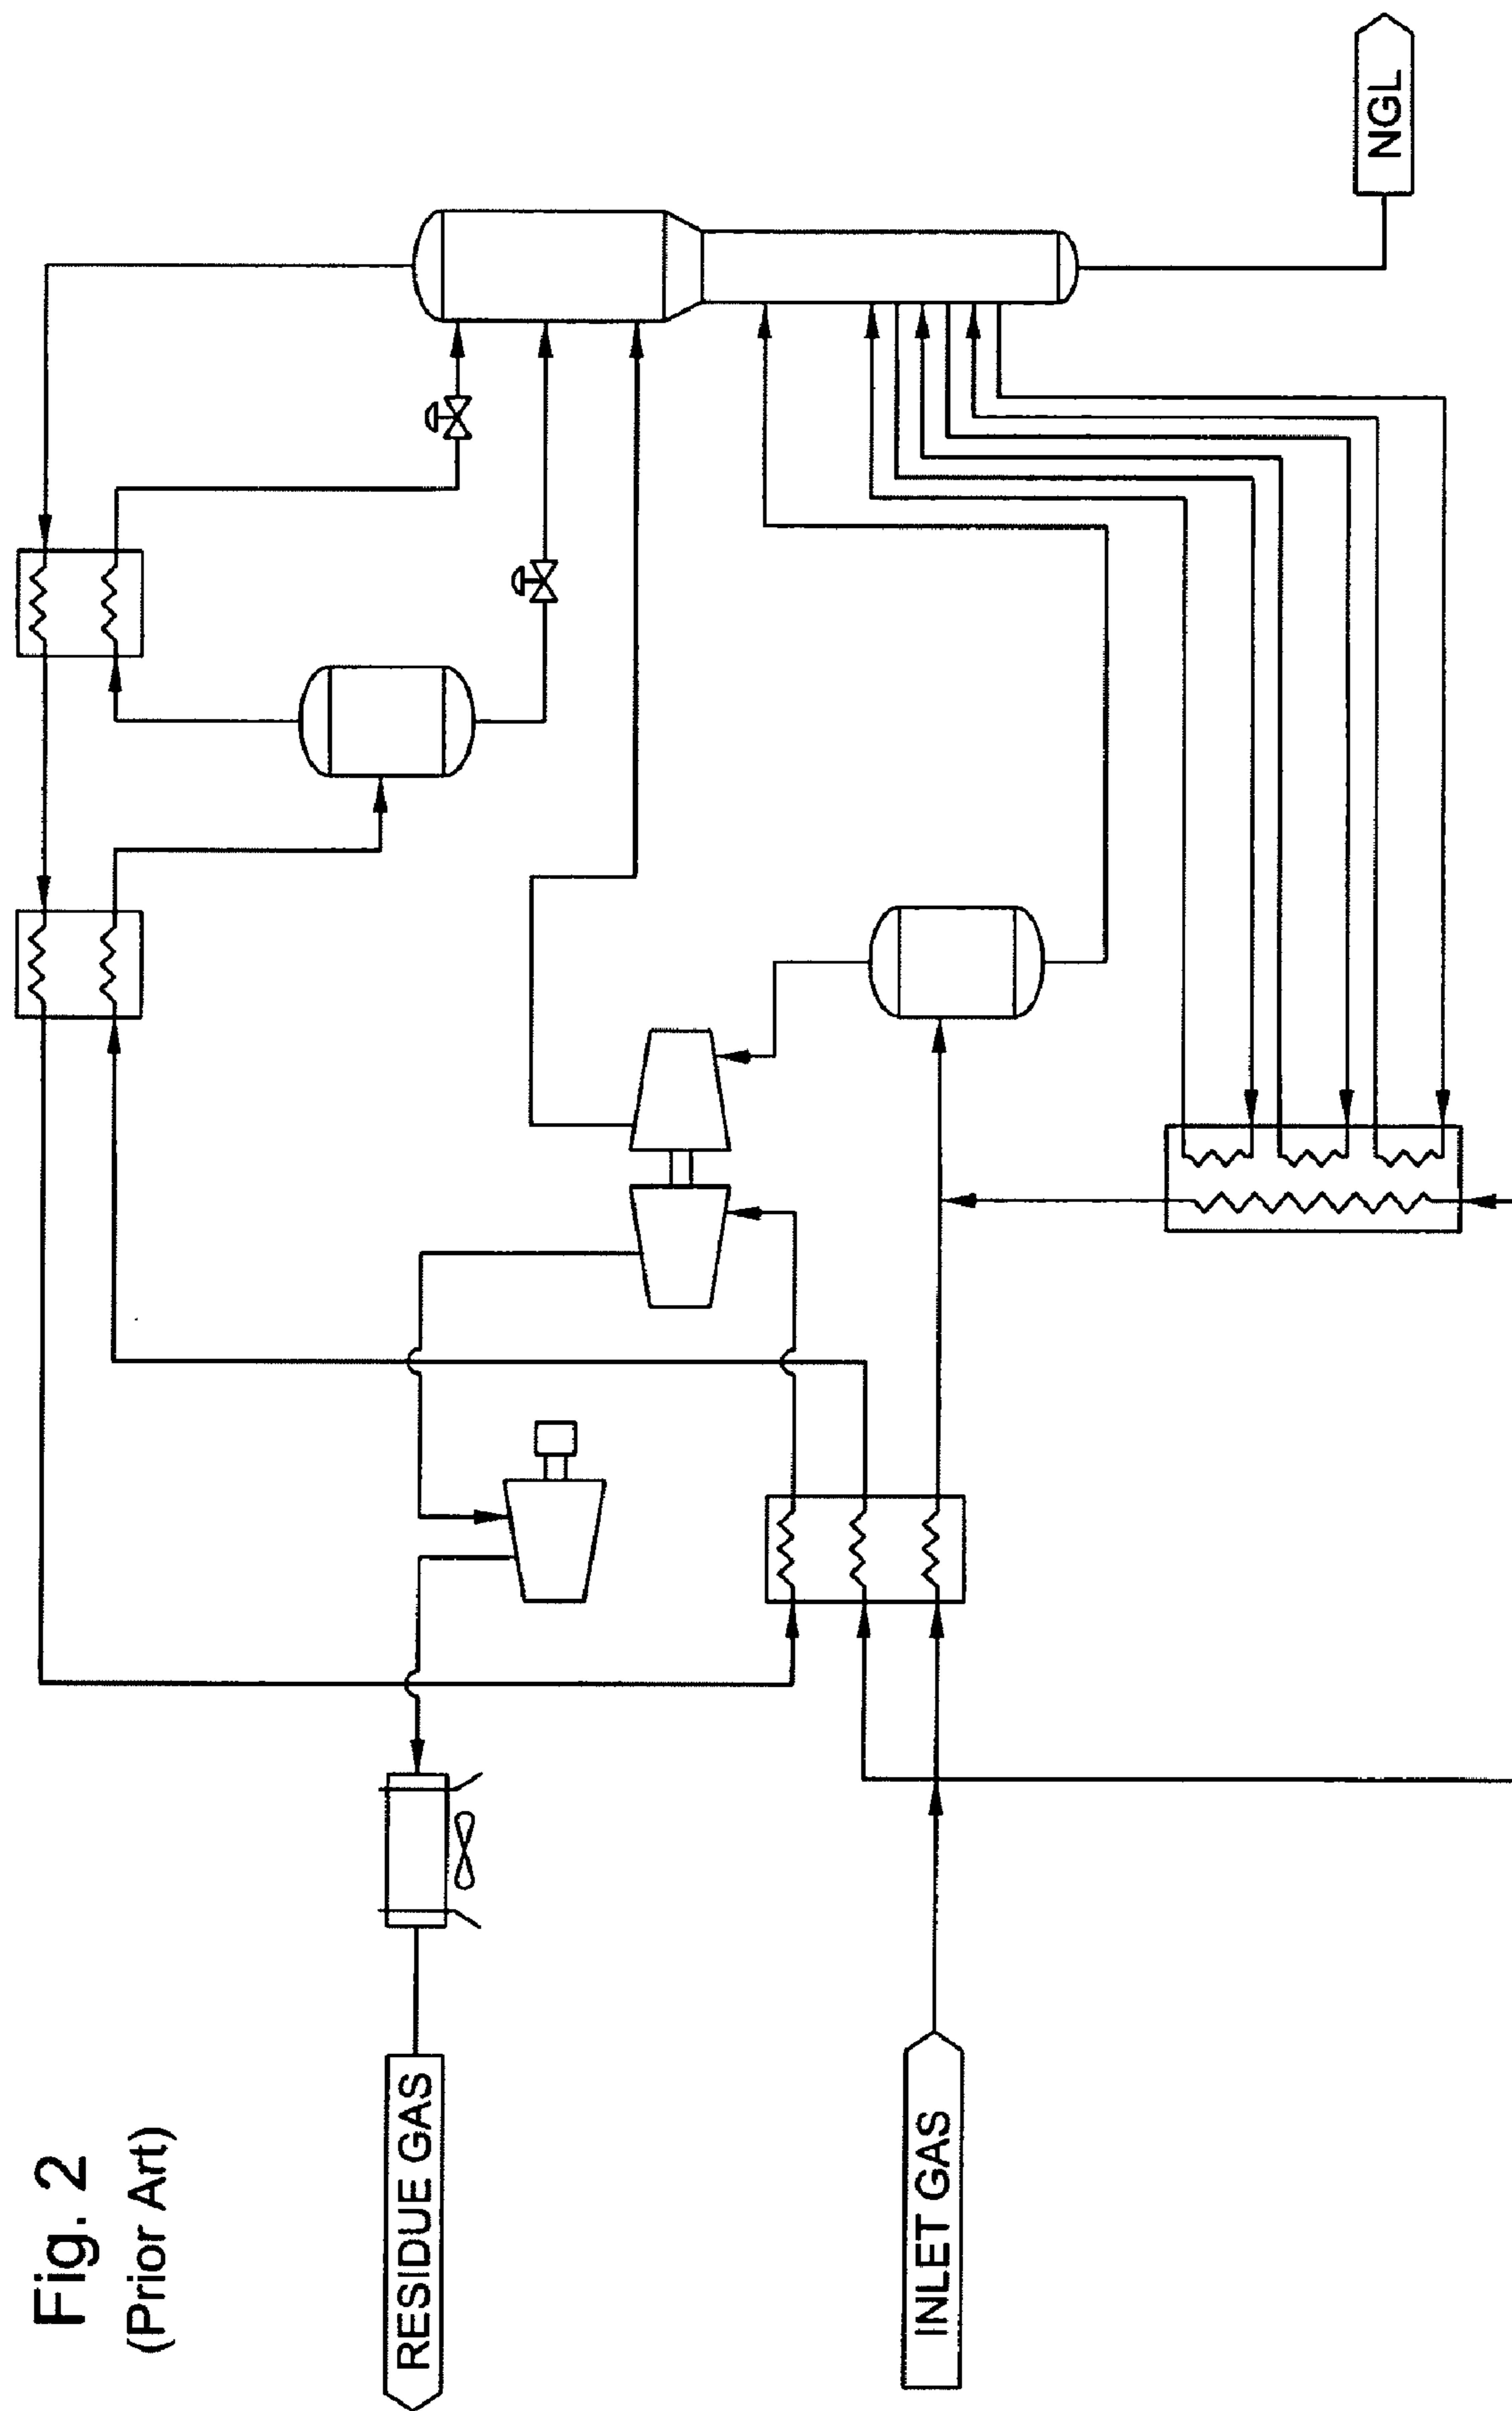 Fig. 2
(Prior Art)
RESIDUE GAS
INLET GAS
NGL